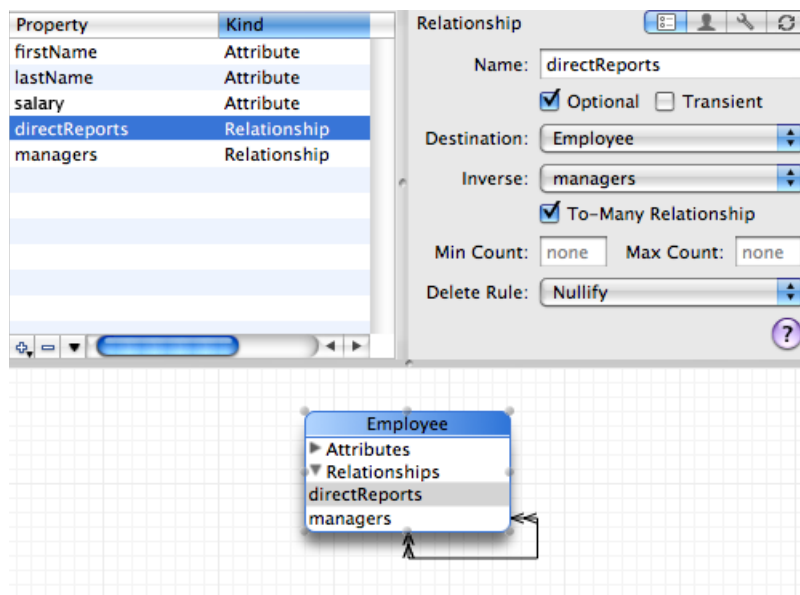 Property Kind
firstName Attribute
lastName Attribute
salary Attribute
directReports Relationship
managers Relationship
Relationship
Name: directReports
Optional Transient
Destination: Employee
Inverse: managers
To-Many Relationship
Min Count: none Max Count: none
Delete Rule: Nullify
?
Employee
Attributes
Relationships
directReports
managers